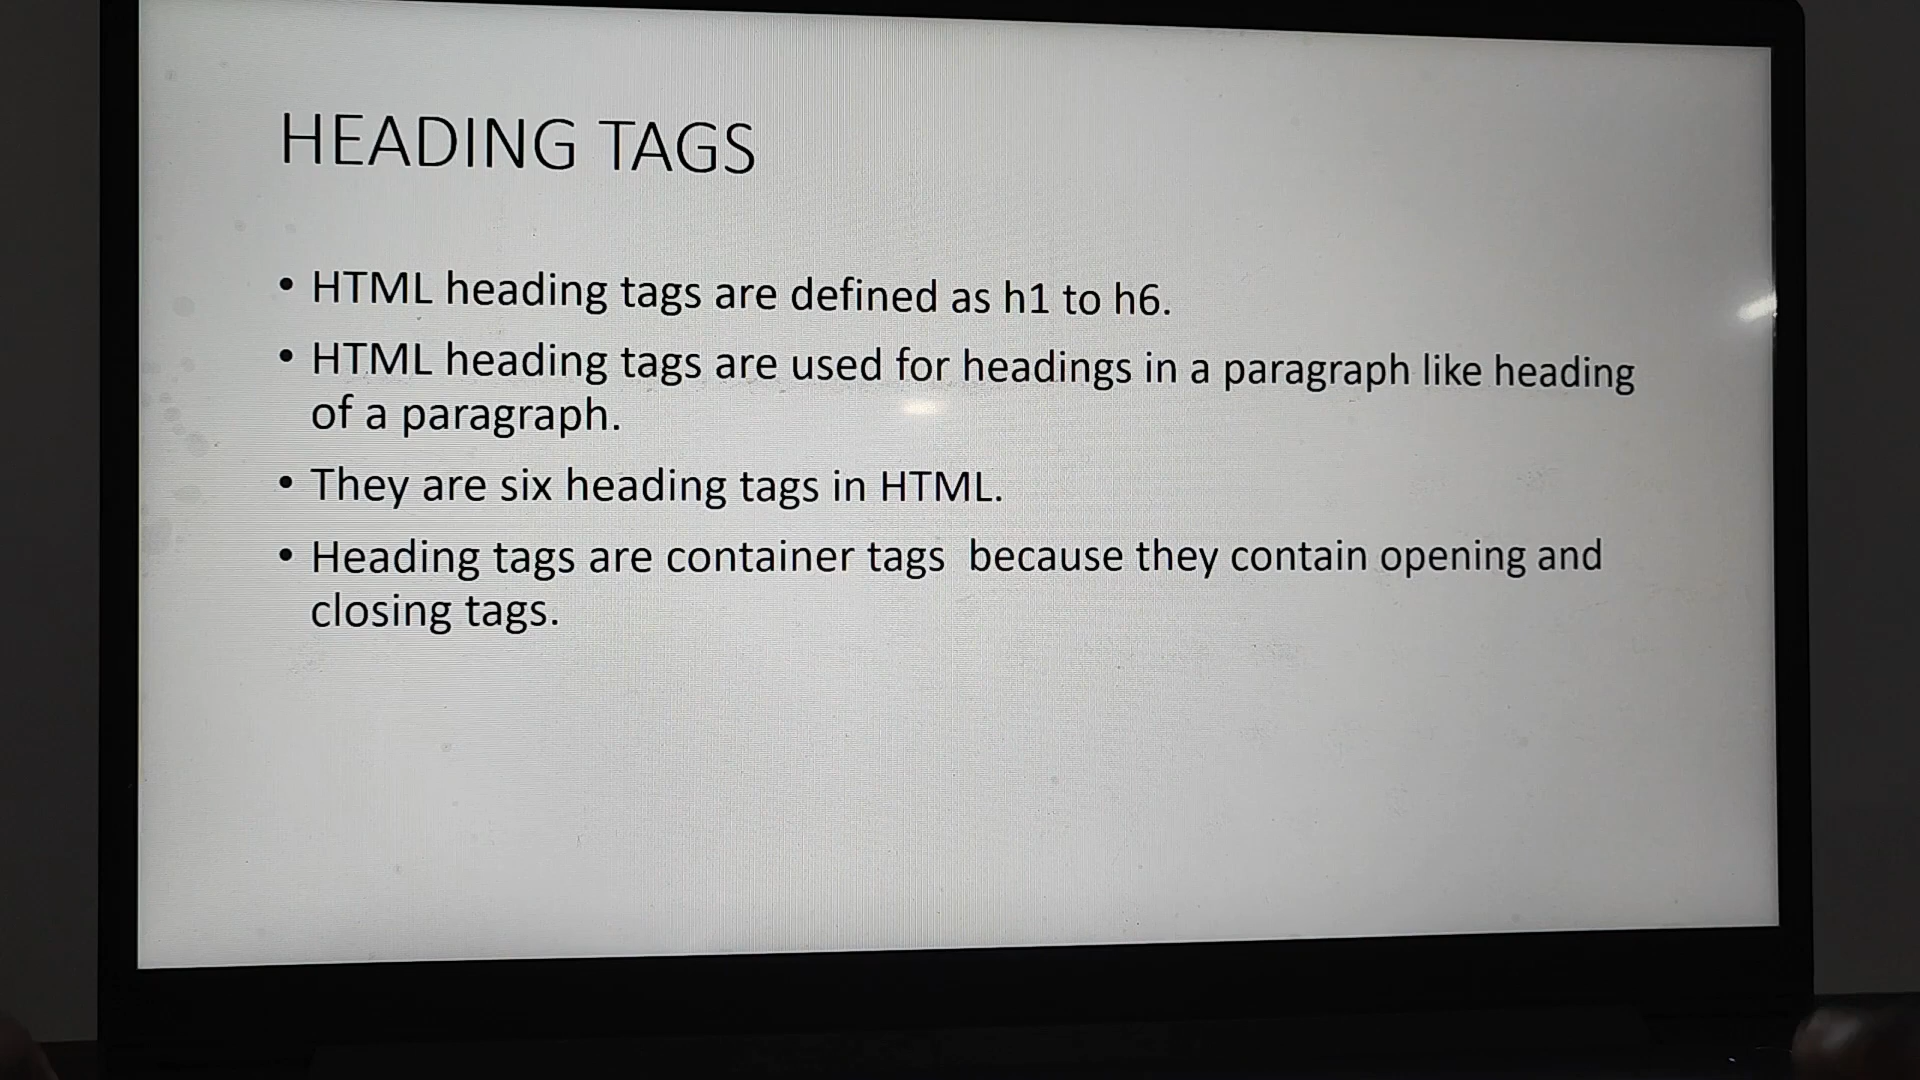 HEADING TAGS
• HTML heading tags are defined as h1 to h6.
• HTML heading tags are used for headings in a paragraph like heading
of a paragraph.
• They are six heading tags in HTML.
• Heading tags are container tags  because they contain opening and
closing tags.